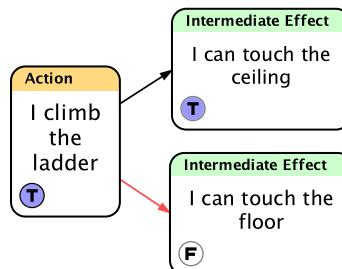 Intermediate Effect
I can touch the
ceiling
T
Action
I climb
the
ladder
T
Intermediate Effect
I can touch the
floor
F